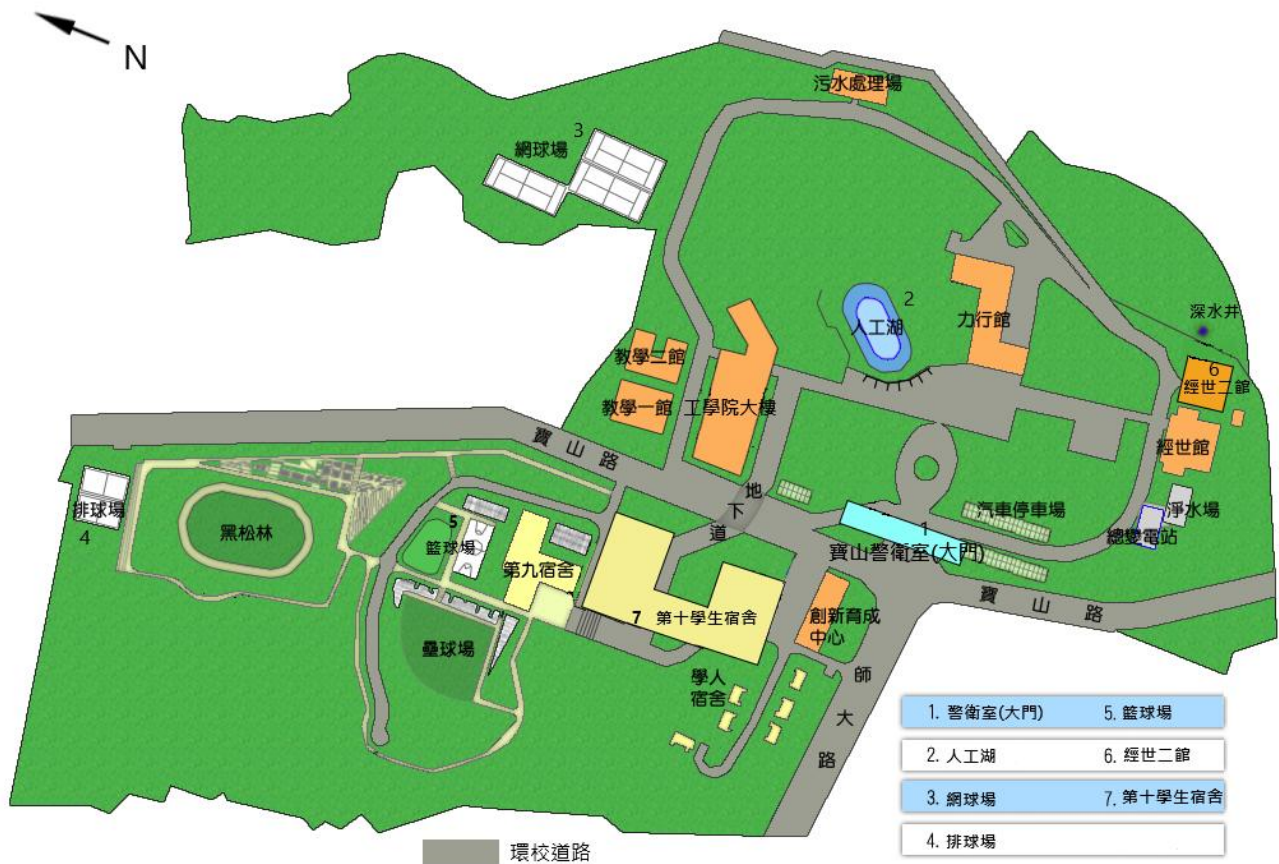 N
污水處理場
3
網球場
2
人工湖
力行館
深水井
6
經世二館
教學二館
教學一館
工學院大樓
經世館
寶山路
地下道
汽車停車場
淨水場
總變電站
1
寶山警衛室(大門)
排球場
4
黑松林
5
籃球場
第九宿舍
7 第十學生宿舍
創新育成
中心
寶山路
壘球場
學人
宿舍
師大路
1. 警衛室(大門) 5. 籃球場
2. 人工湖 6. 經世二館
3. 網球場 7. 第十學生宿舍
4. 排球場
環校道路